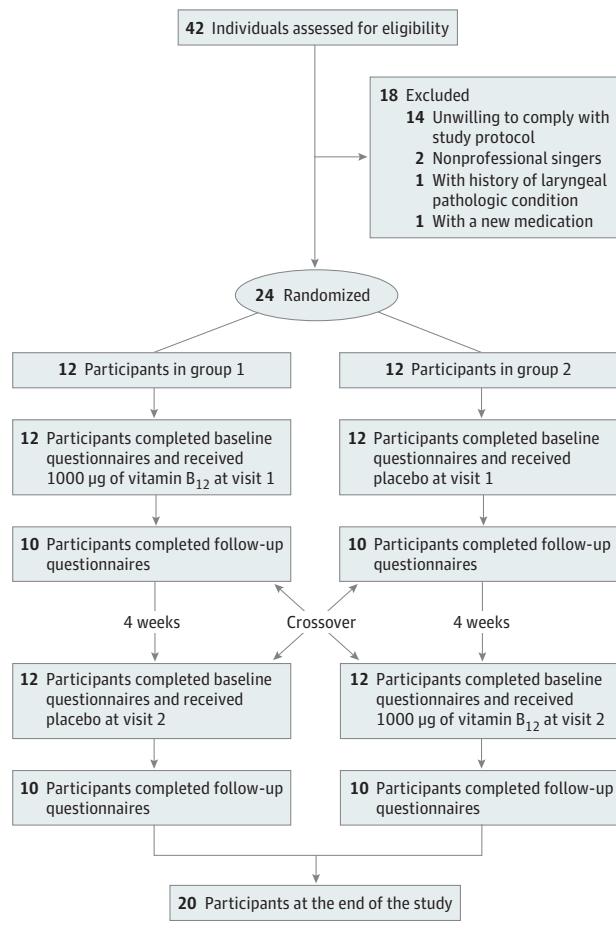 42 Individuals assessed for eligibility
18 Excluded
14 Unwilling to comply with
study protocol
2 Nonprofessional singers
1 With history of laryngeal
pathologic condition
1 With a new medication
24 Randomized
12 Participants in group 1
12 Participants in group 2
12 Participants completed baseline
questionnaires and received
1000 μg of vitamin B12 at visit 1
12 Participants completed baseline
questionnaires and received
placebo at visit 1
10 Participants completed follow-up
questionnaires
10 Participants completed follow-up
questionnaires
4 weeks
Crossover
4 weeks
12 Participants completed baseline
questionnaires and received
placebo at visit 2
12 Participants completed baseline
questionnaires and received
1000 μg of vitamin B12 at visit 2
10 Participants completed follow-up
questionnaires
10 Participants completed follow-up
questionnaires
20 Participants at the end of the study